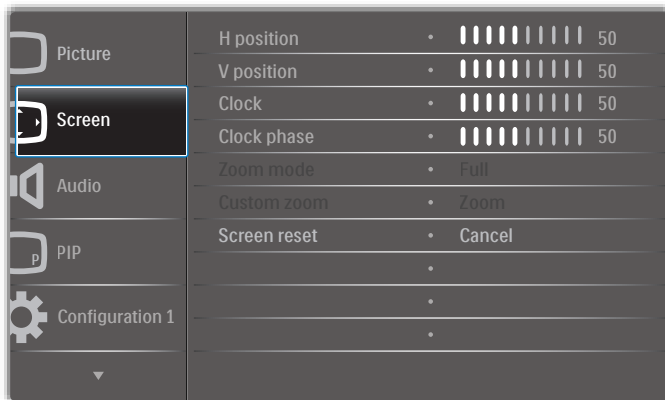 Picture
Screen
Audio
P
PIP
Configuration 1
H position • 50
V position • 50
Clock • 50
Clock phase • 50
Zoom mode • Full
Custom zoom • Zoom
Screen reset • Cancel
•
•
•